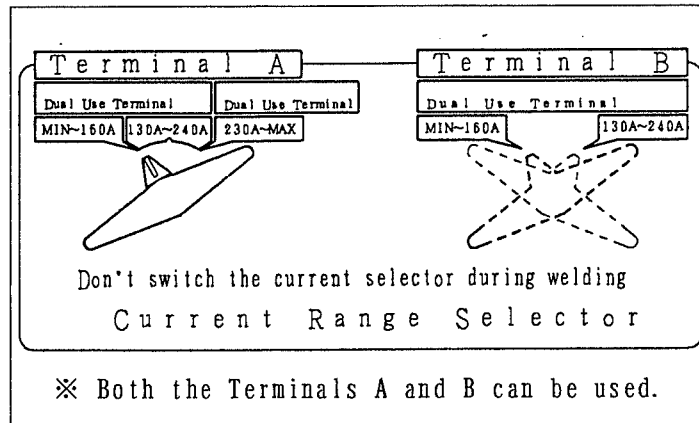 Terminal A Terminal B
Dual Use Terminal Dual Use Terminal Dual Use Terminal
MIN~160A 130A~240A 230A~MAX MIN~160A 130A~240A
Don't switch the current selector during welding
Current Range Selector
※ Both the Terminals A and B can be used.